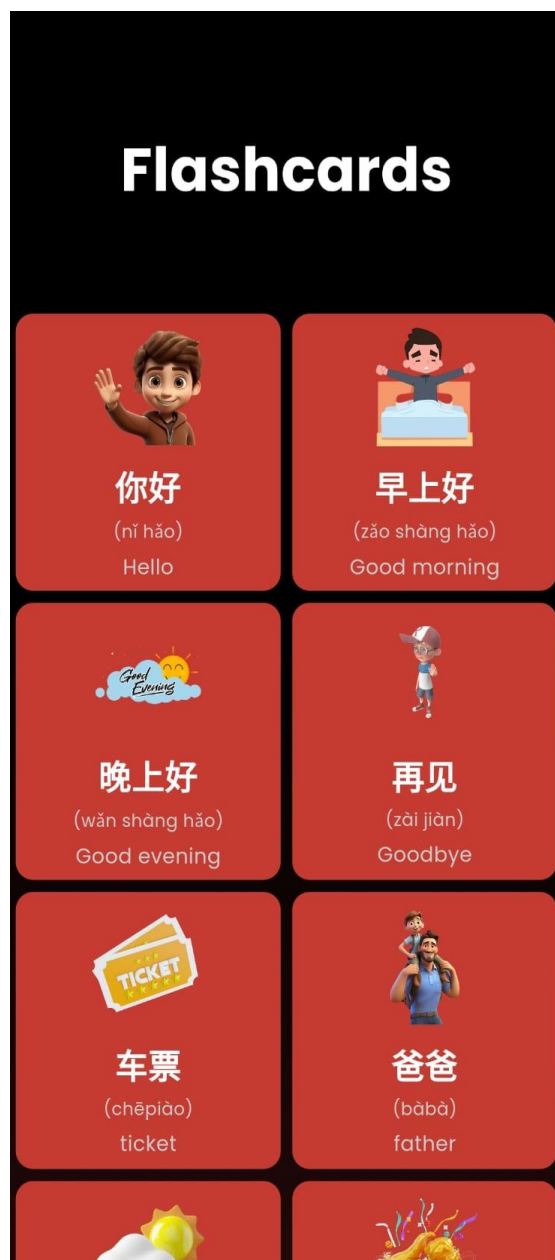 Flashcards
你好
(nǐ hǎo)
Hello
早上好
(zǎo shàng hǎo)
Good morning
Good
Evening
晚上好
(wǎn shàng hǎo)
Good evening
再见
(zài jiàn)
Goodbye
TICKET
车票
(chēpiào)
ticket
爸爸
(bàbà)
father